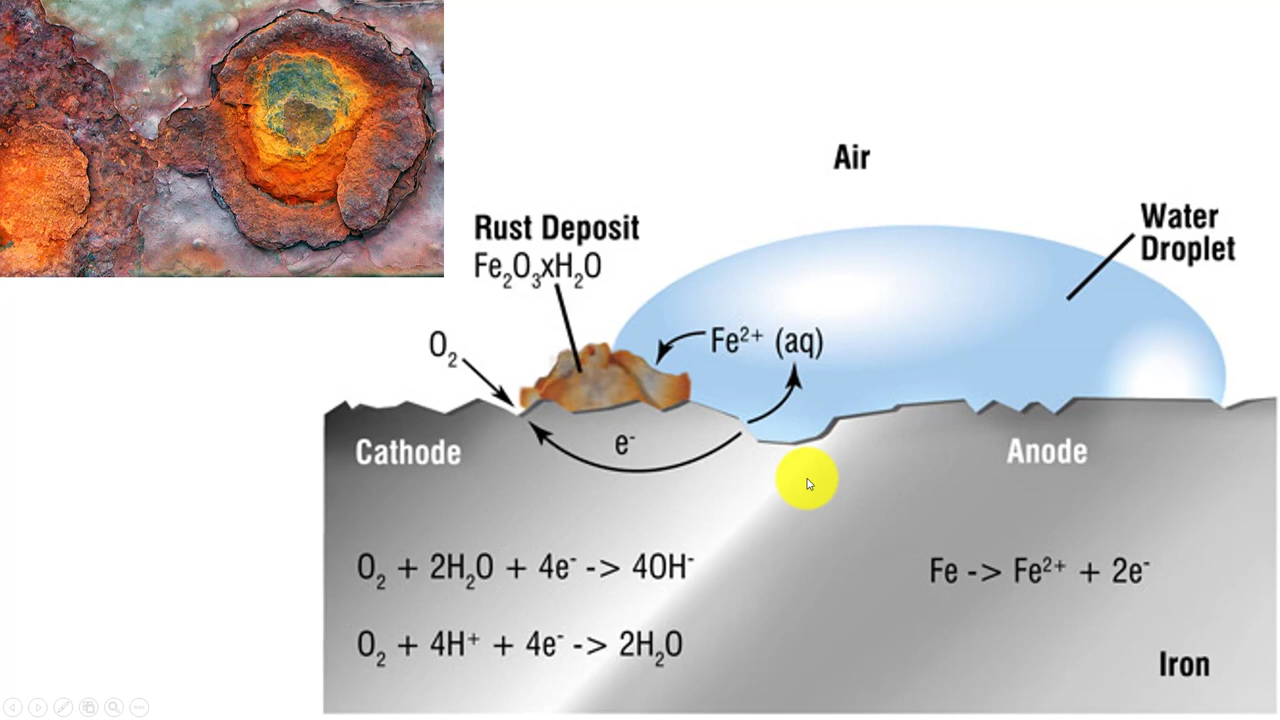 Air
Water
Droplet
Rust Deposit
Fe₂O₃xH₂O
O₂
Fe²⁺ (aq)
e⁻
Cathode
Anode
O₂ + 2H₂O + 4e⁻ -> 4OH⁻
Fe -> Fe²⁺ + 2e⁻
O₂ + 4H⁺ + 4e⁻ -> 2H₂O
Iron